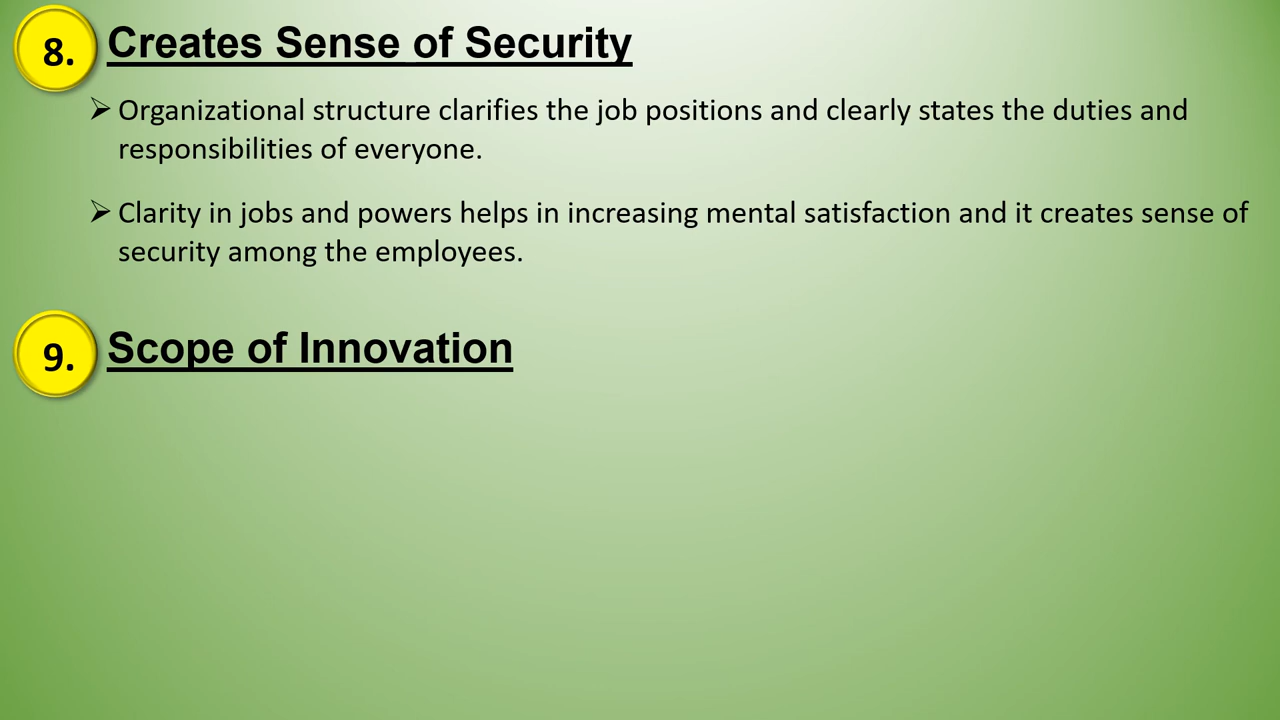 8. Creates Sense of Security
➢ Organizational structure clarifies the job positions and clearly states the duties and
responsibilities of everyone.
➢ Clarity in jobs and powers helps in increasing mental satisfaction and it creates sense of
security among the employees.
9. Scope of Innovation